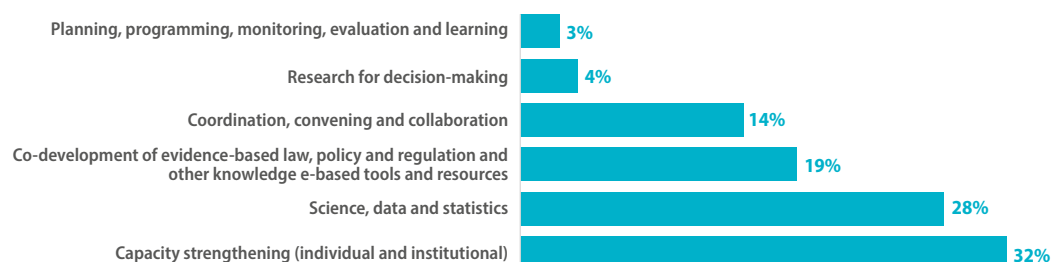 Planning, programming, monitoring, evaluation and learning
3%
Research for decision-making
4%
Coordination, convening and collaboration
14%
Co-development of evidence-based law, policy and regulation and
other knowledge e-based tools and resources
19%
Science, data and statistics
28%
Capacity strengthening (individual and institutional)
32%